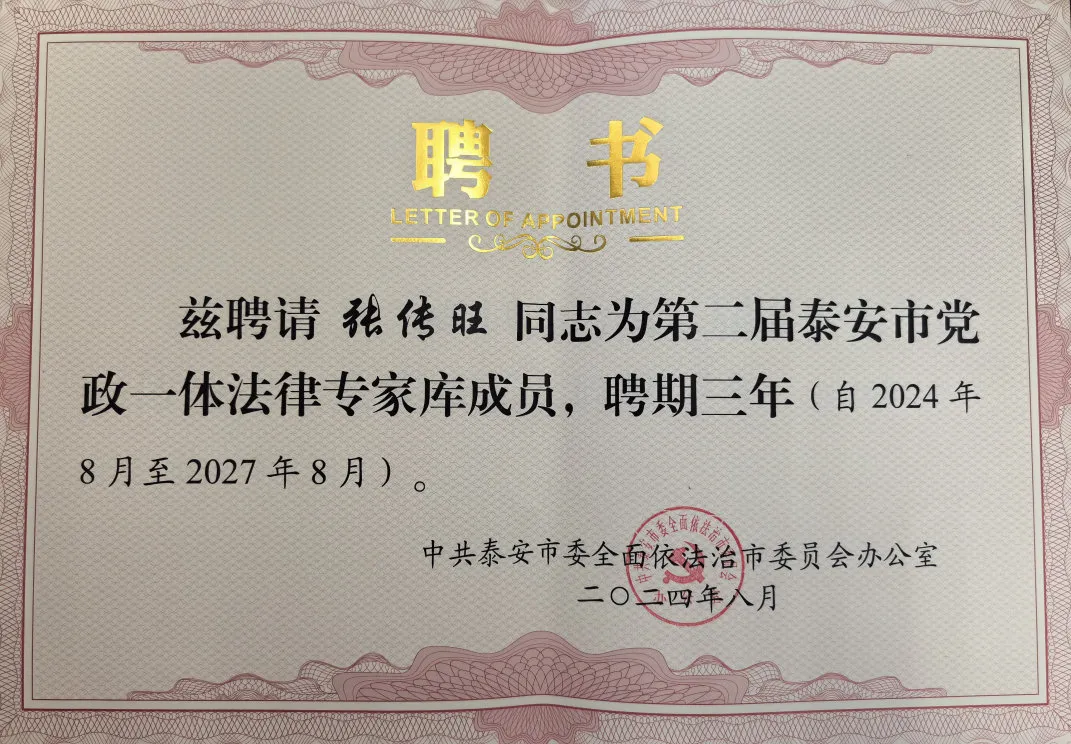 聘 书
LETTER OF APPOINTMENT
兹聘请 张传旺 同志为第二届泰安市党
政一体法律专家库成员，聘期三年（自 2024 年
8 月至 2027 年 8 月）。
中共泰安市委全面依法治市委员会办公室
二〇二四年八月